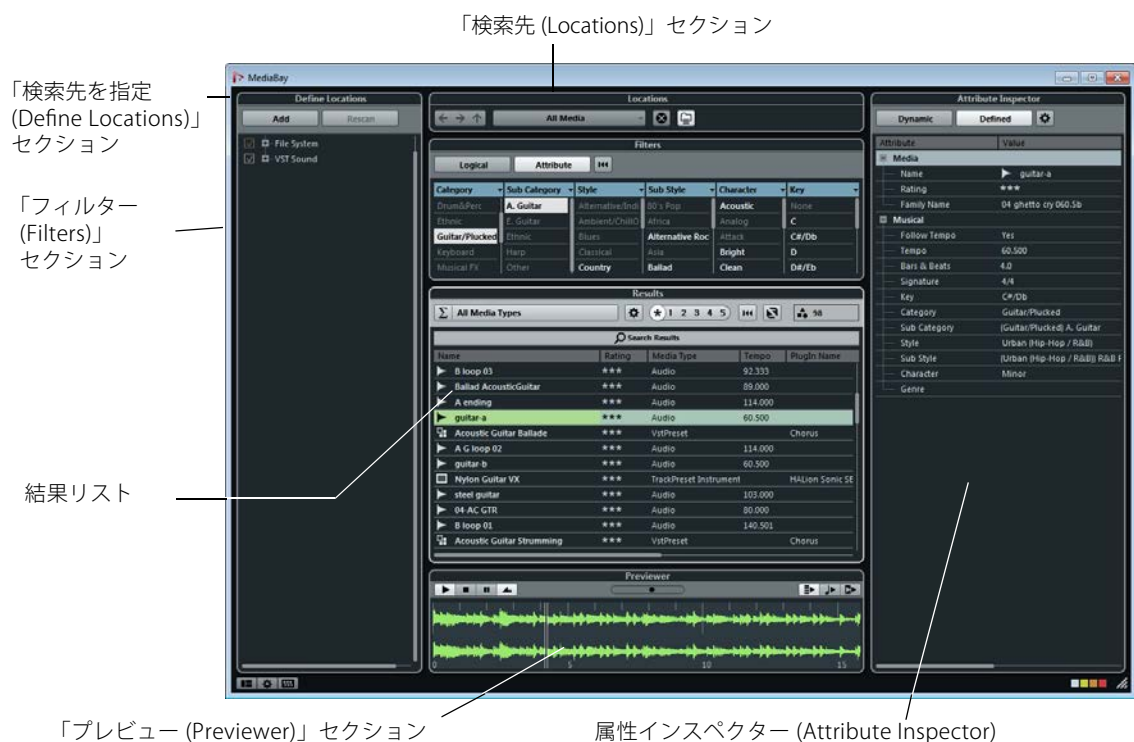 「検索先 (Locations)」セクション
「検索先を指定
(Define Locations)」
セクション
「フィルター
(Filters)」
セクション
結果リスト
MediaBay
Define Locations
Add Rescan
File System
VST Sound
Locations
All Media
Filters
Logical Attribute
Category Sub Category Style Sub Style Character Key
Drum&Perc A. Guitar Alternative/Indi 80's Pop Acoustic None
Ethnic E. Guitar Ambient/ChillO Africa Analog C
Guitar/Plucked Ethnic Blues Alternative Roc Attack C#/Db
Keyboard Harp Classical Asia Bright D
Musical FX Other Country Ballad Clean D#/Eb
Results
All Media Types 1 2 3 4 5 98
Search Results
Name Rating Media Type Tempo PlugIn Name
B loop 03 *** Audio 92.333
Ballad AcousticGuitar *** Audio 89.000
A ending *** Audio 114.000
guitar-a *** Audio 60.500
Acoustic Guitar Ballade *** VstPreset Chorus
A G loop 02 *** Audio 114.000
guitar-b *** Audio 60.500
Nylon Guitar VX *** TrackPreset Instrument HALion Sonic SE
steel guitar *** Audio 103.000
04-AC GTR *** Audio 80.000
B loop 01 *** Audio 140.501
Acoustic Guitar Strumming *** VstPreset Chorus
Previewer
0 5 10 15
Attribute Inspector
Dynamic Defined
Attribute Value
Media
Name guitar-a
Rating ***
Family Name 04 ghetto cry 060.5b
Musical
Follow Tempo Yes
Tempo 60.500
Bars & Beats 4.0
Signature 4/4
Key C#/Db
Category Guitar/Plucked
Sub Category (Guitar/Plucked) A. Guitar
Style Urban (Hip-Hop / R&B)
Sub Style (Urban (Hip-Hop / R&B)) R&B
Character Minor
Genre
「プレビュー (Previewer)」セクション
属性インスペクター (Attribute Inspector)